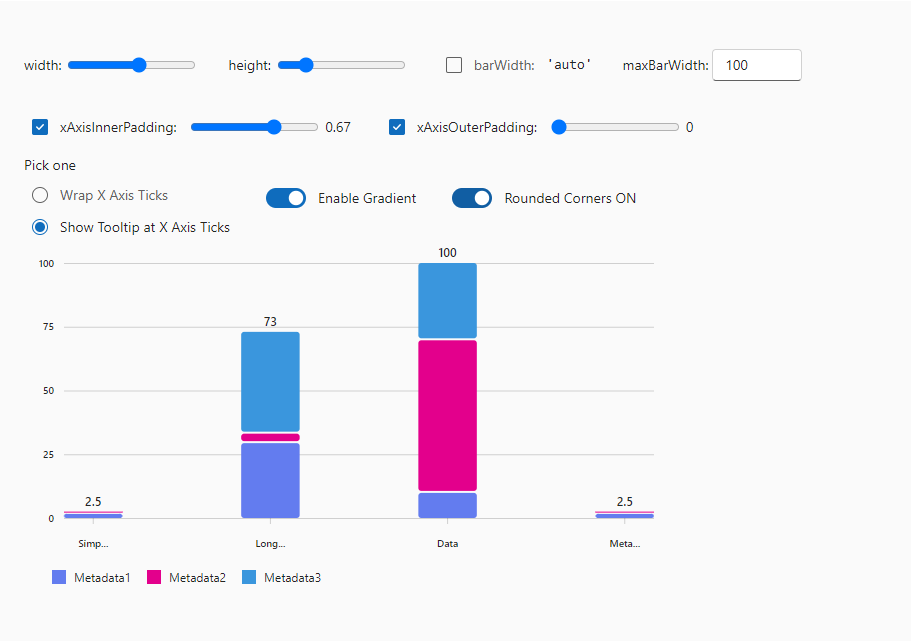 width: height: barWidth: 'auto' maxBarWidth: 100
xAxisInnerPadding: 0.67 xAxisOuterPadding: 0
Pick one
Wrap X Axis Ticks Enable Gradient Rounded Corners ON
Show Tooltip at X Axis Ticks
100
100
73
75
50
25
2.5 2.5
0
Simp... Long... Data Meta...
Metadata1 Metadata2 Metadata3